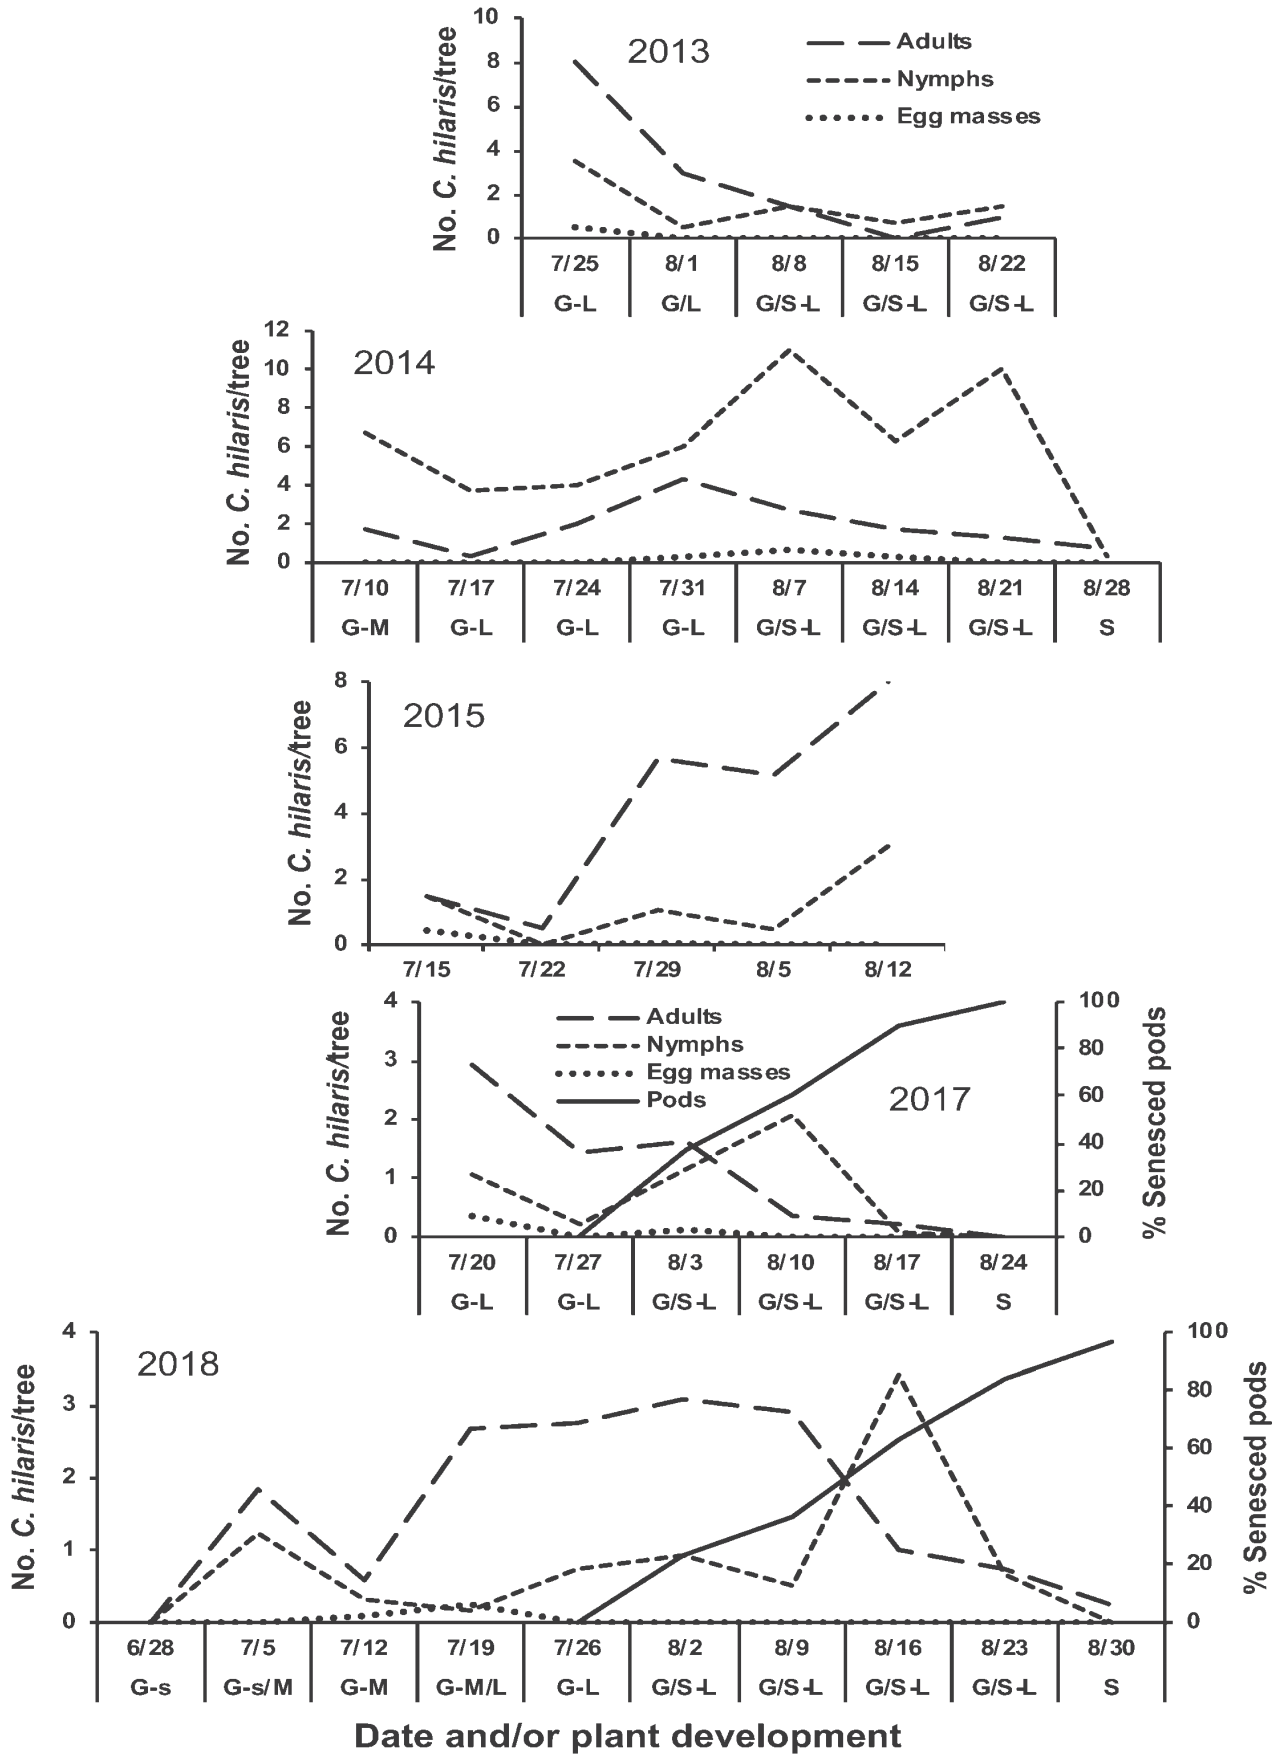 No. C. hilaris/tree
10
8
6
4
2
0
2013
Adults
Nymphs
Egg masses
7/25 8/1 8/8 8/15 8/22
G-L G/L G/S-L G/S-L G/S-L
No. C. hilaris/tree
12
10
8
6
4
2
0
2014
7/10 7/17 7/24 7/31 8/7 8/14 8/21 8/28
G-M G-L G-L G-L G/S-L G/S-L G/S-L S
No. C. hilaris/tree
8
6
4
2
0
2015
7/15 7/22 7/29 8/5 8/12
No. C. hilaris/tree
4
3
2
1
0
Adults
Nymphs
Egg masses
Pods
2017
100
80
60
40
20
0
% Senesced pods
7/20 7/27 8/3 8/10 8/17 8/24
G-L G-L G/S-L G/S-L G/S-L S
No. C. hilaris/tree
4
3
2
1
0
2018
100
80
60
40
20
0
% Senesced pods
6/28 7/5 7/12 7/19 7/26 8/2 8/9 8/16 8/23 8/30
G-s G-s/M G-M G-M/L G-L G/S-L G/S-L G/S-L G/S-L S
Date and/or plant development